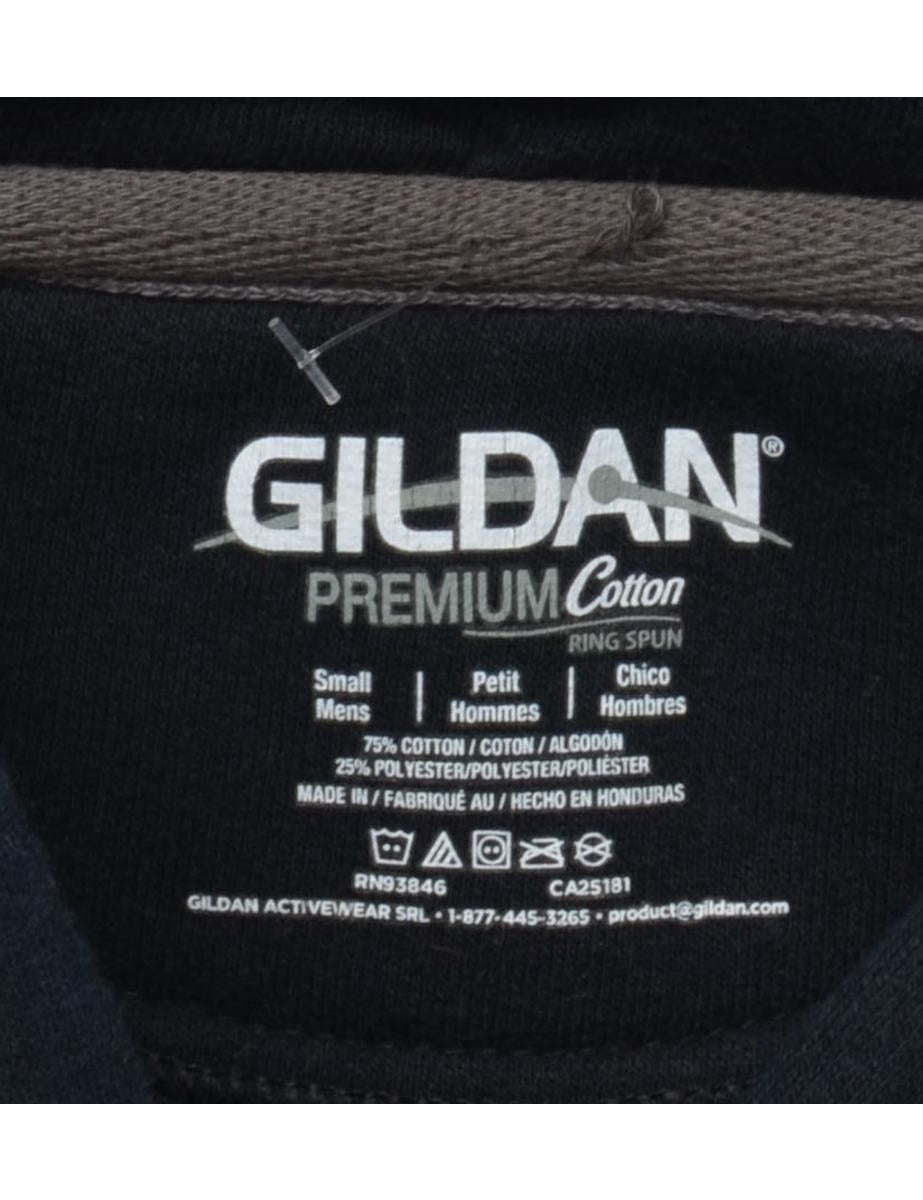 GILDAN®
PREMIUM Cotton
RING SPUN
Small | Petit | Chico
Mens | Hommes | Hombres
75% COTTON / COTON / ALGODÓN
25% POLYESTER/POLYESTER/POLIÉSTER
MADE IN / FABRIQUÉ AU / HECHO EN HONDURAS
RN93846 CA25181
GILDAN ACTIVEWEAR SRL • 1-877-445-3265 • product@gildan.com